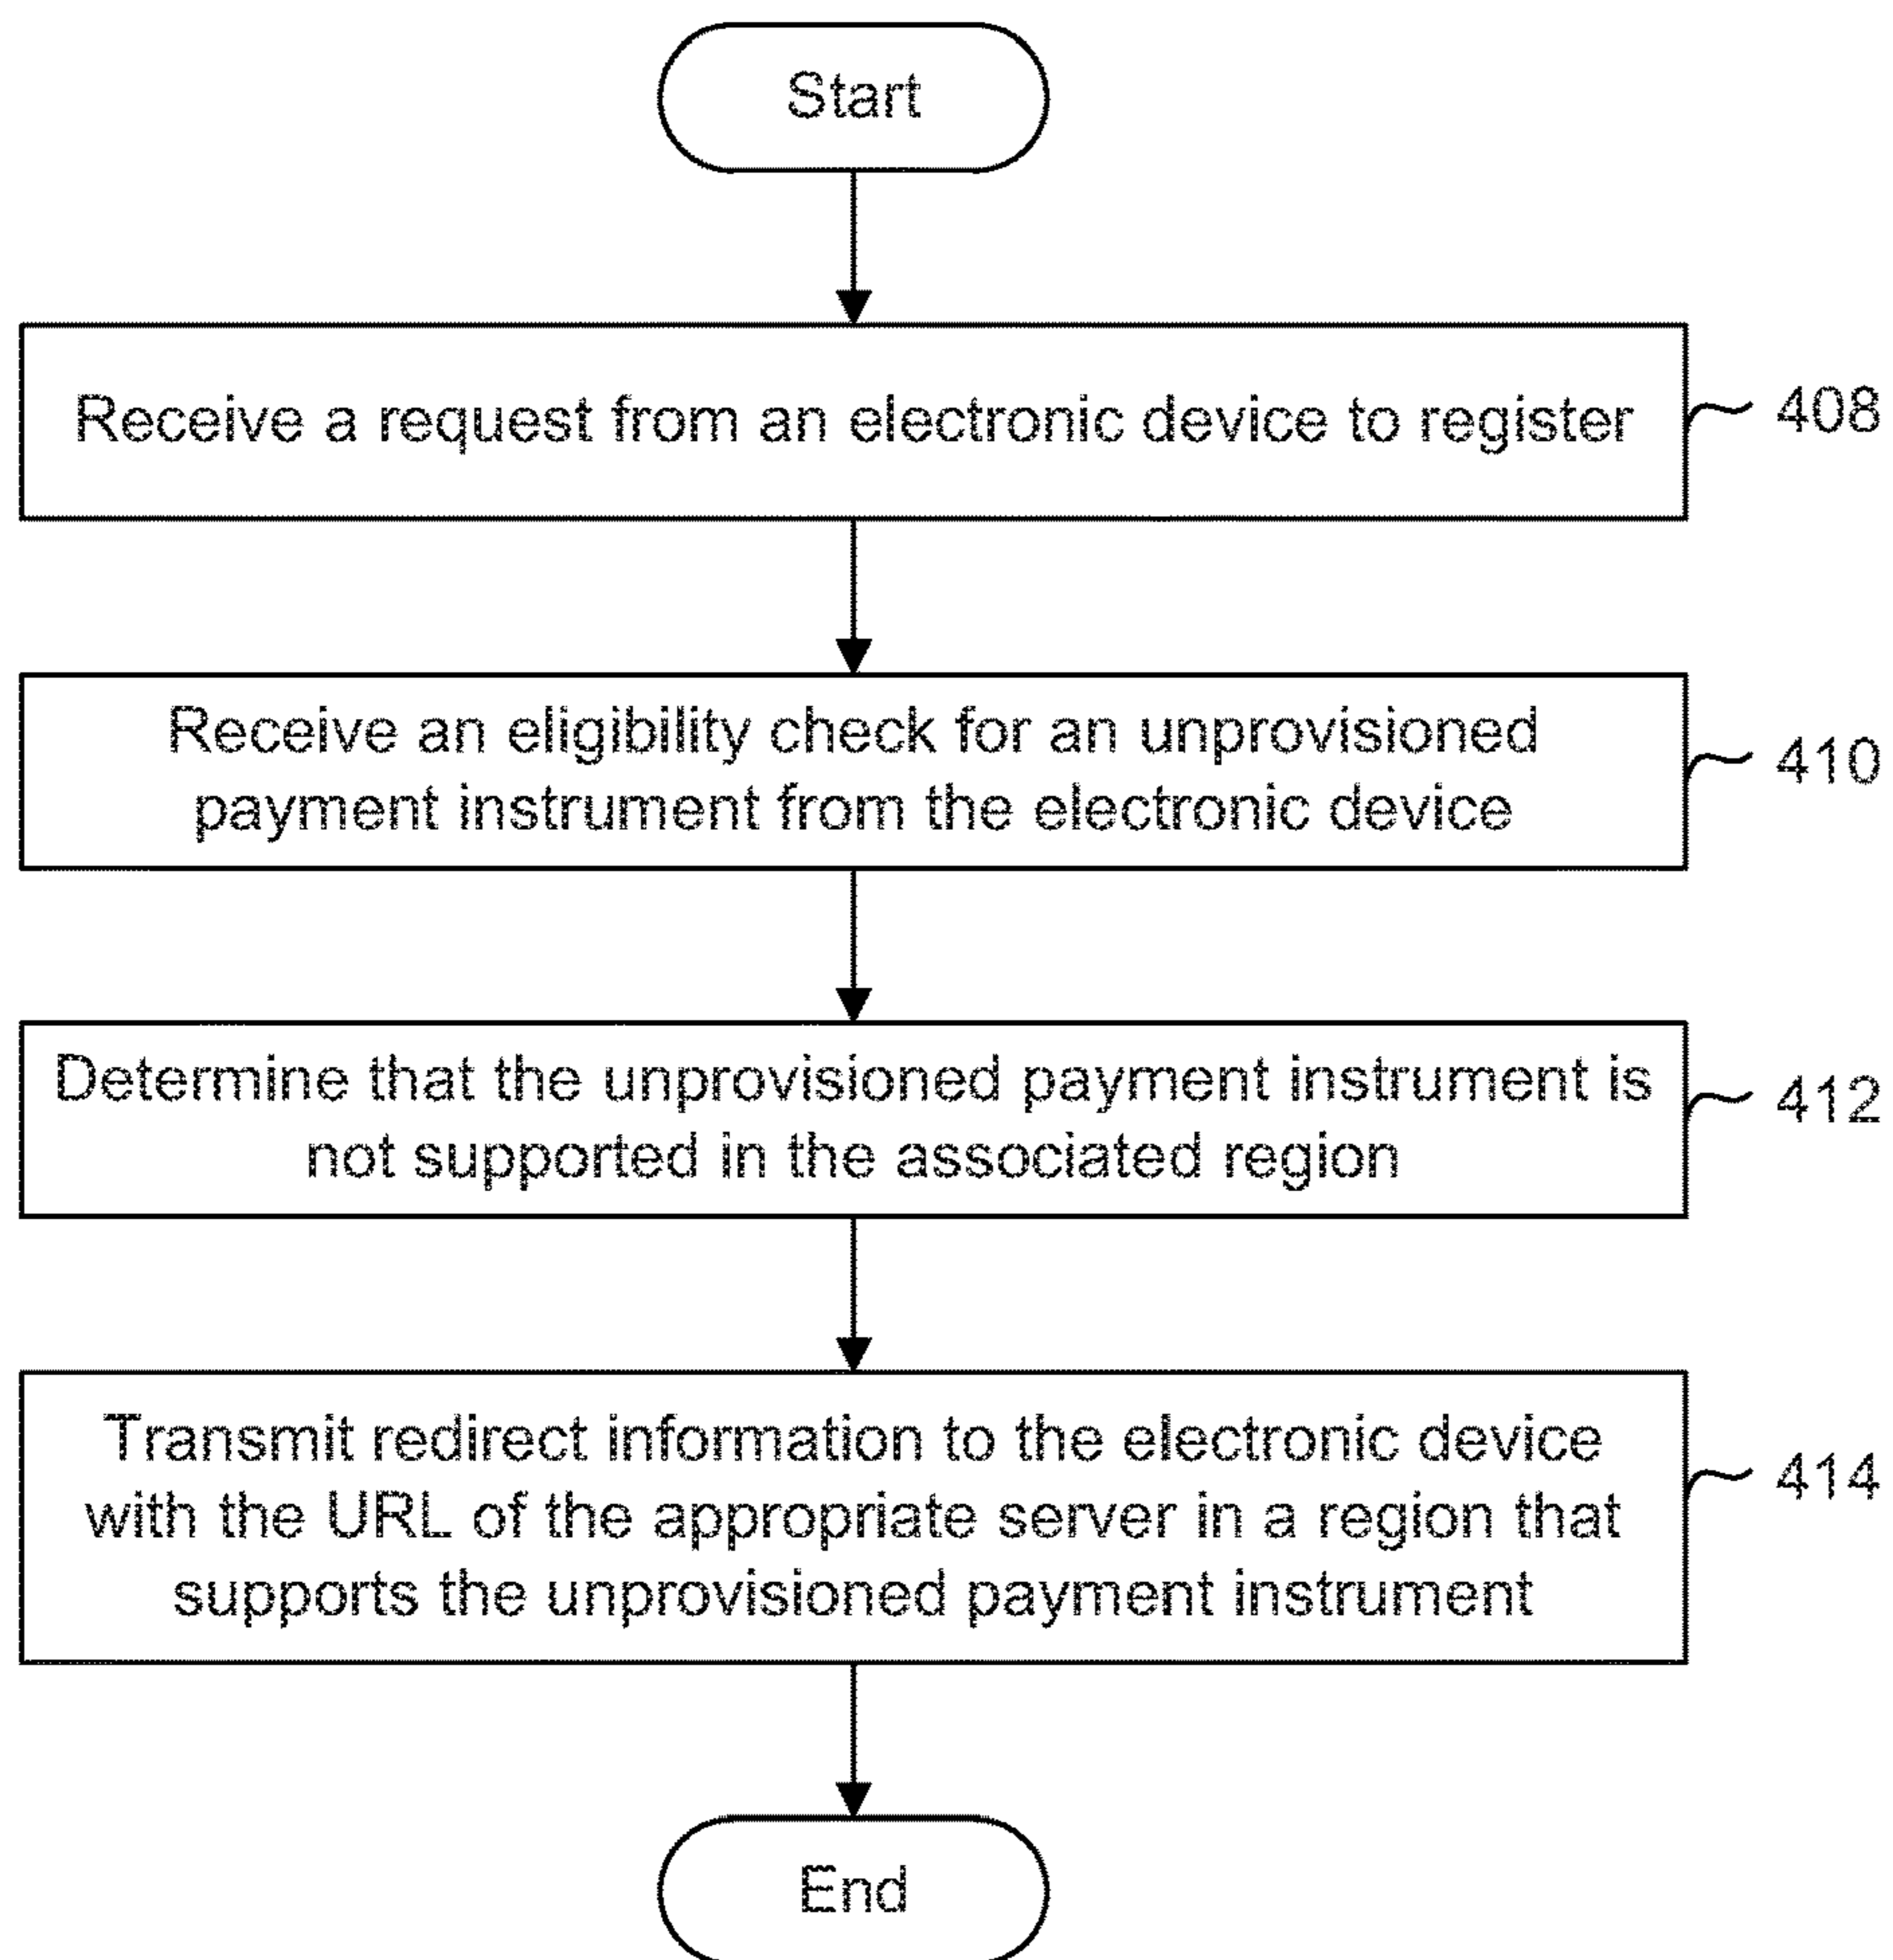 Start
Receive a request from an electronic device to register
408
Receive an eligibility check for an unprovisioned
payment instrument from the electronic device
410
Determine that the unprovisioned payment instrument is
not supported in the associated region
412
Transmit redirect information to the electronic device
with the URL of the appropriate server in a region that
supports the unprovisioned payment instrument
414
End